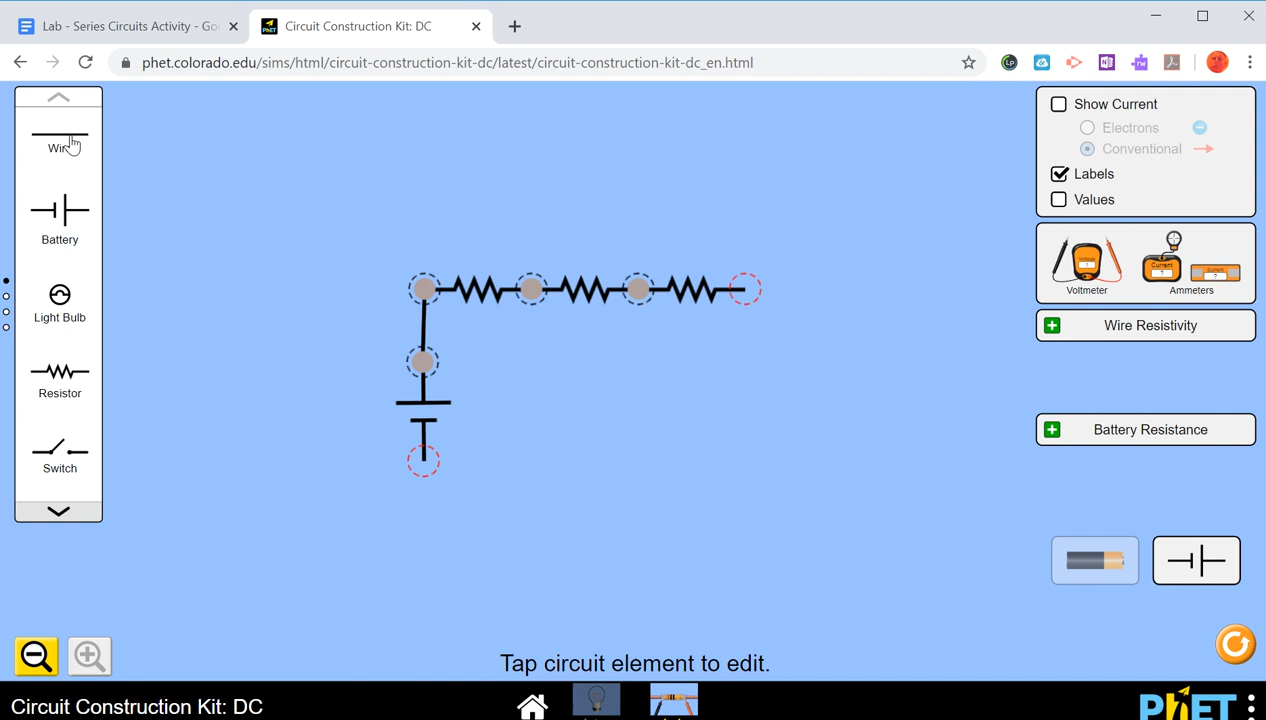 Lab - Series Circuits Activity - Go
Circuit Construction Kit: DC
phet.colorado.edu/sims/html/circuit-construction-kit-dc/latest/circuit-construction-kit-dc_en.html
Battery
Light Bulb
Resistor
Switch
Show Current
Electrons
Conventional
Labels
Values
Voltmeter
Ammeters
Wire Resistivity
Battery Resistance
Tap circuit element to edit.
Circuit Construction Kit: DC
PhET